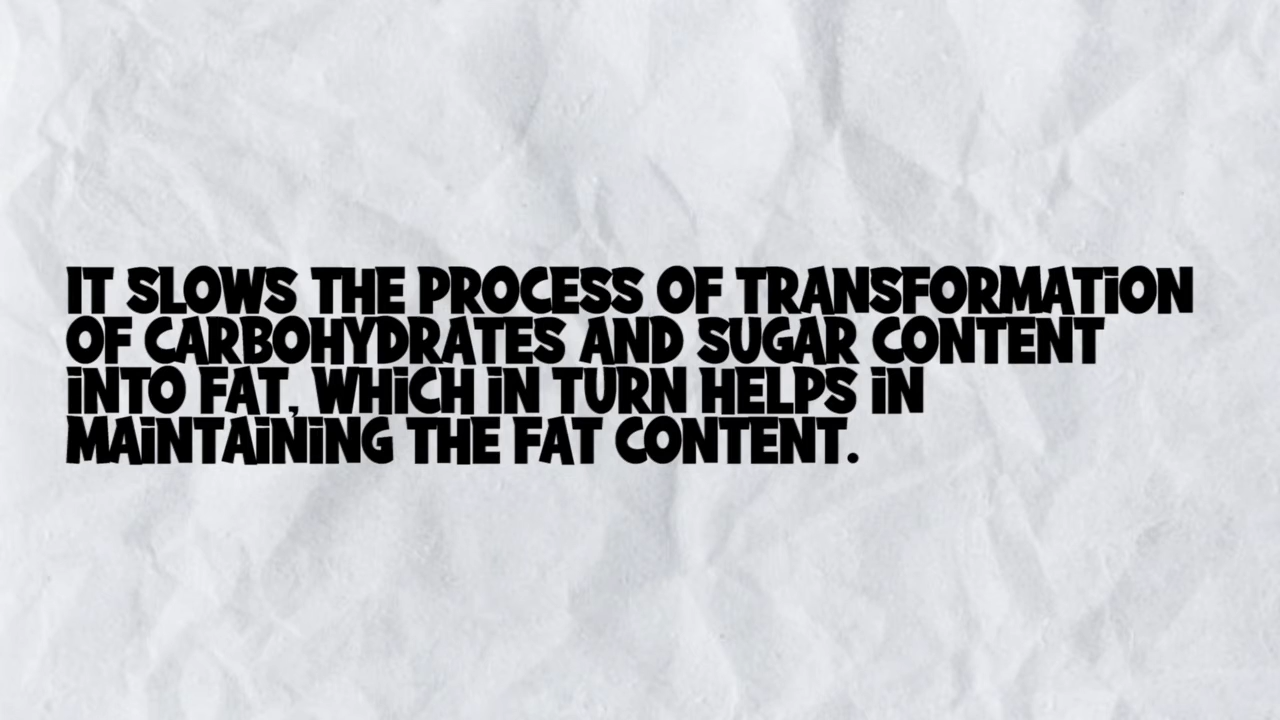 IT SLOWS THE PROCESS OF TRANSFORMATION
OF CARBOHYDRATES AND SUGAR CONTENT
INTO FAT, WHICH IN TURN HELPS IN
MAINTAINING THE FAT CONTENT.